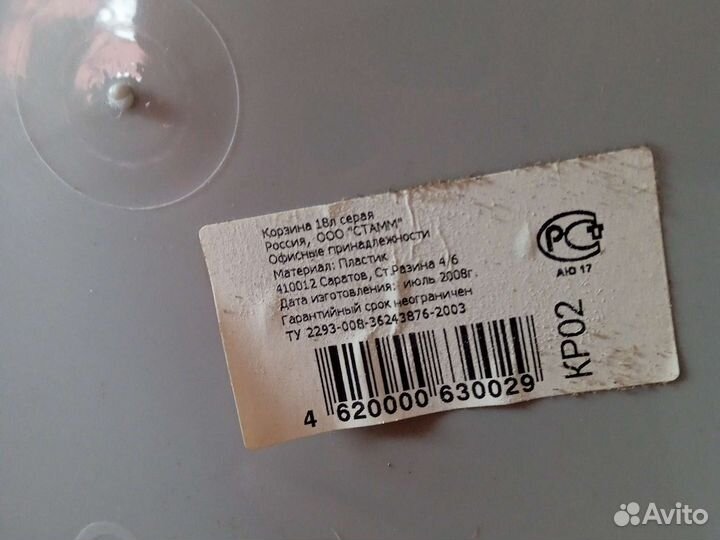 Корзина 18л серая
Россия, ООО "СТАММ"
Офисные принадлежности
Материал: Пластик
410012 Саратов, Ст.Разина 4/6
Дата изготовления: июль 2008г.
Гарантийный срок неограничен
ТУ 2293-008-36243876-2003
4 620000 630029
КР02
РСТ
АЮ 17
Avito